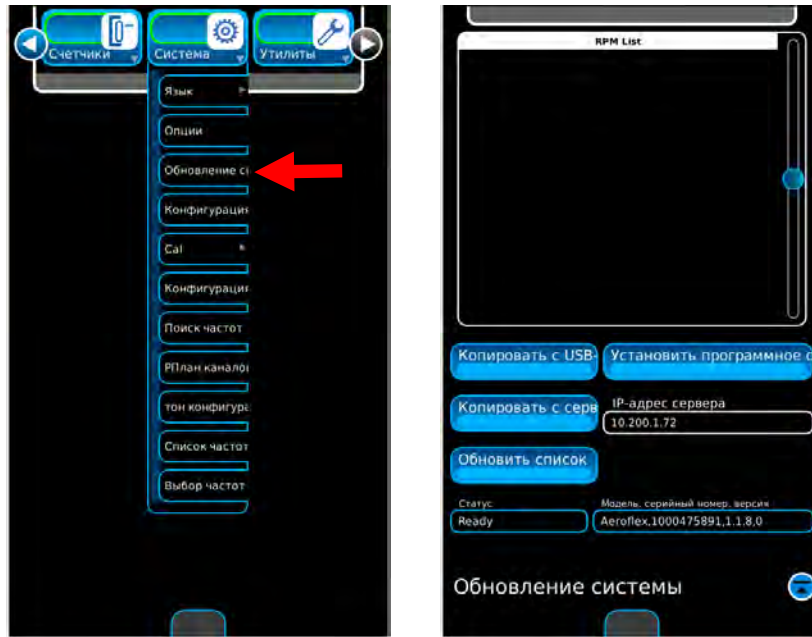 Счетчики
Система
Утилиты
Язык
Опции
Обновление с
Конфигурация
Cal
Конфигурация
Поиск частот
РПлан канало
тон конфигур
Список частот
Выбор частот
RPM List
Копировать с USB-
Установить программное о
Копировать с серв
IP-адрес сервера
10.200.1.72
Обновить список
Статус
Модель, серийный номер, версия
Ready
Aeroflex,1000475891,1.1.8,0
Обновление системы